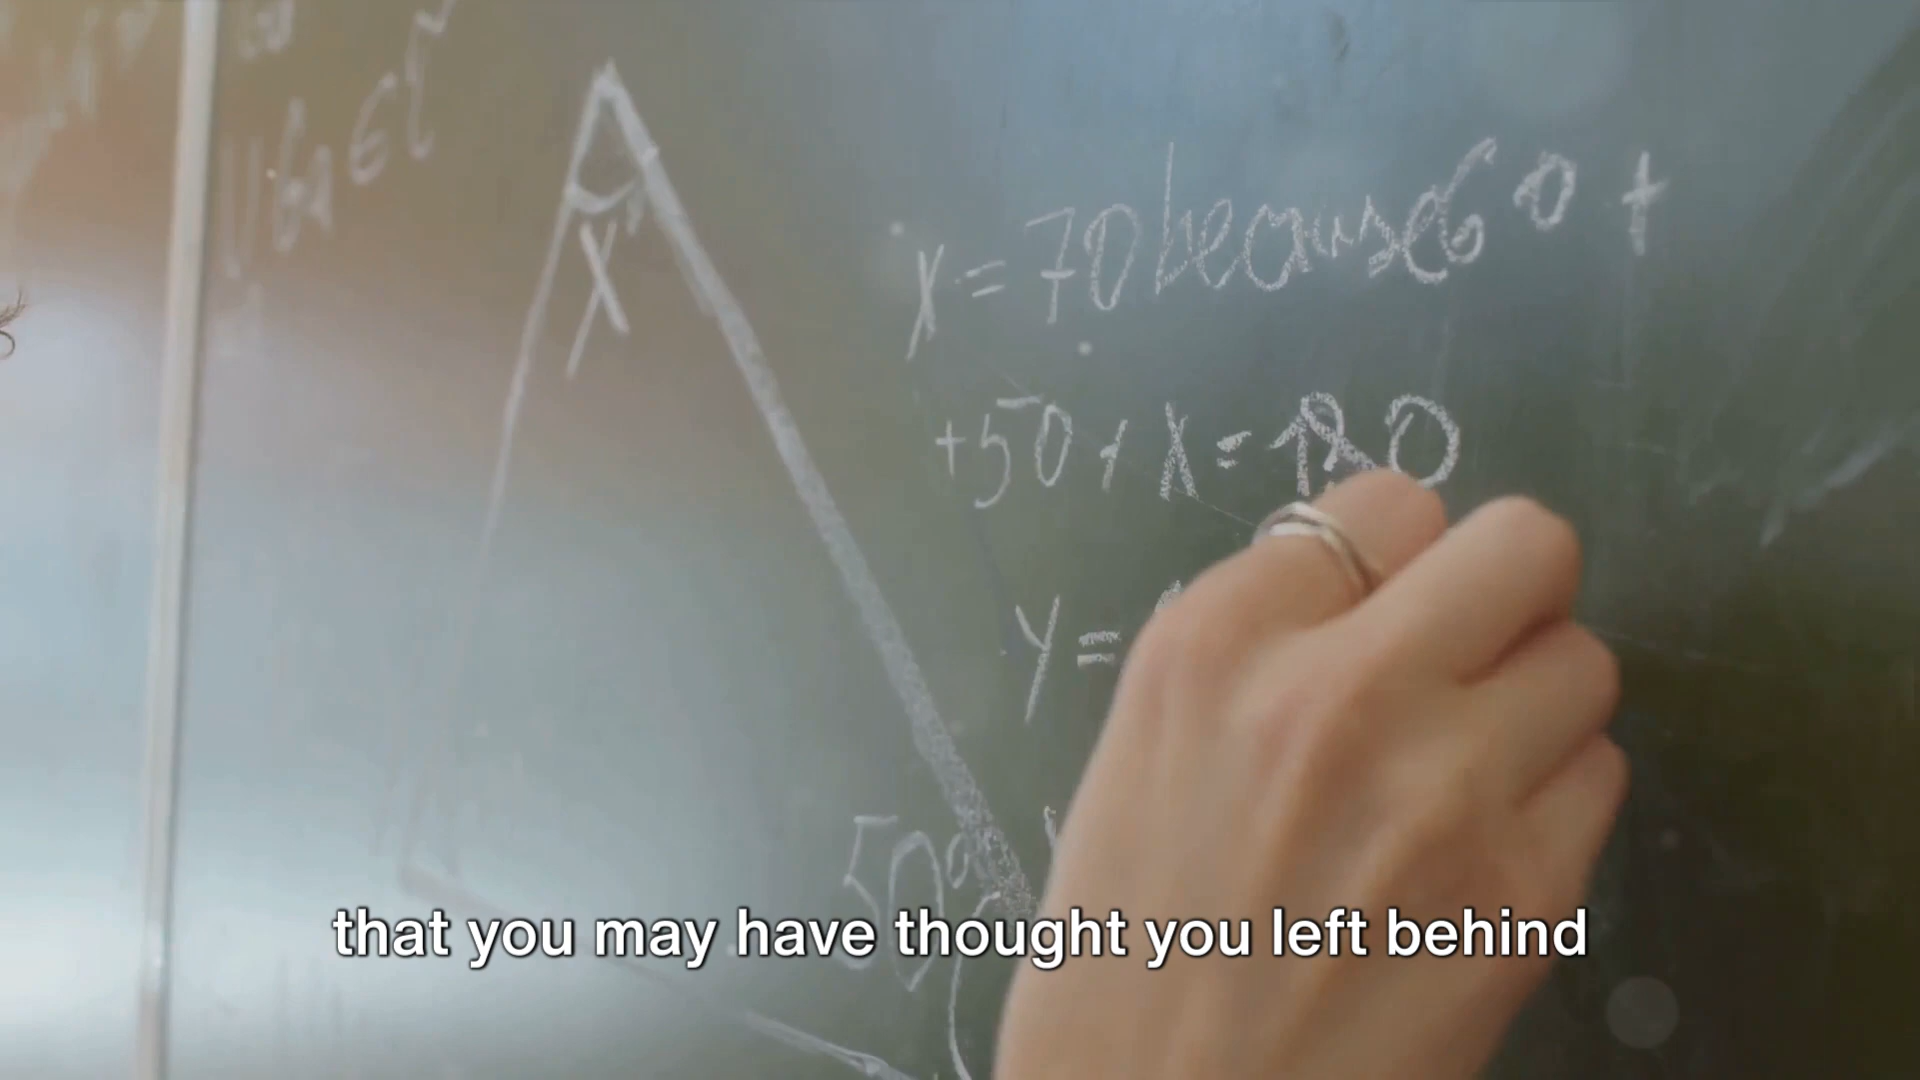 X
x = 70 because 60 +
+50 + x = 180
y =
50°
that you may have thought you left behind